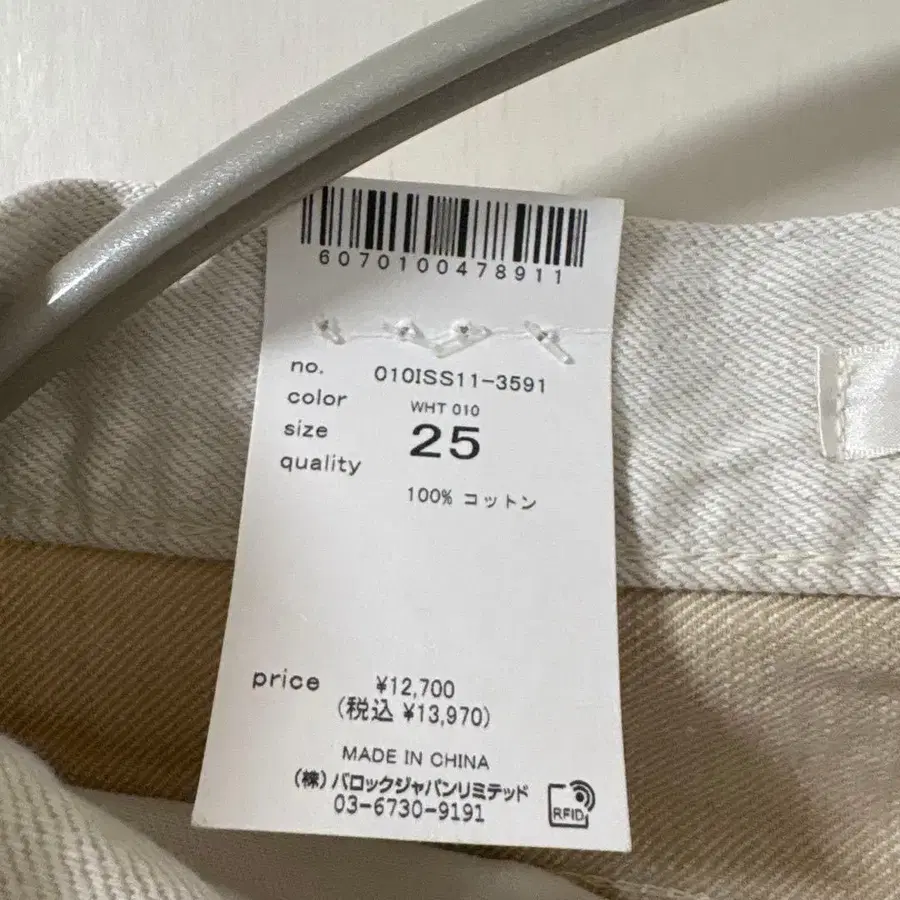 6070100478911
no. 010ISS11-3591
color WHT 010
size 25
quality
100% コットン
price ¥12,700
(税込 ¥13,970)
MADE IN CHINA
(株)バロックジャパンリミテッド
03-6730-9191
RFID